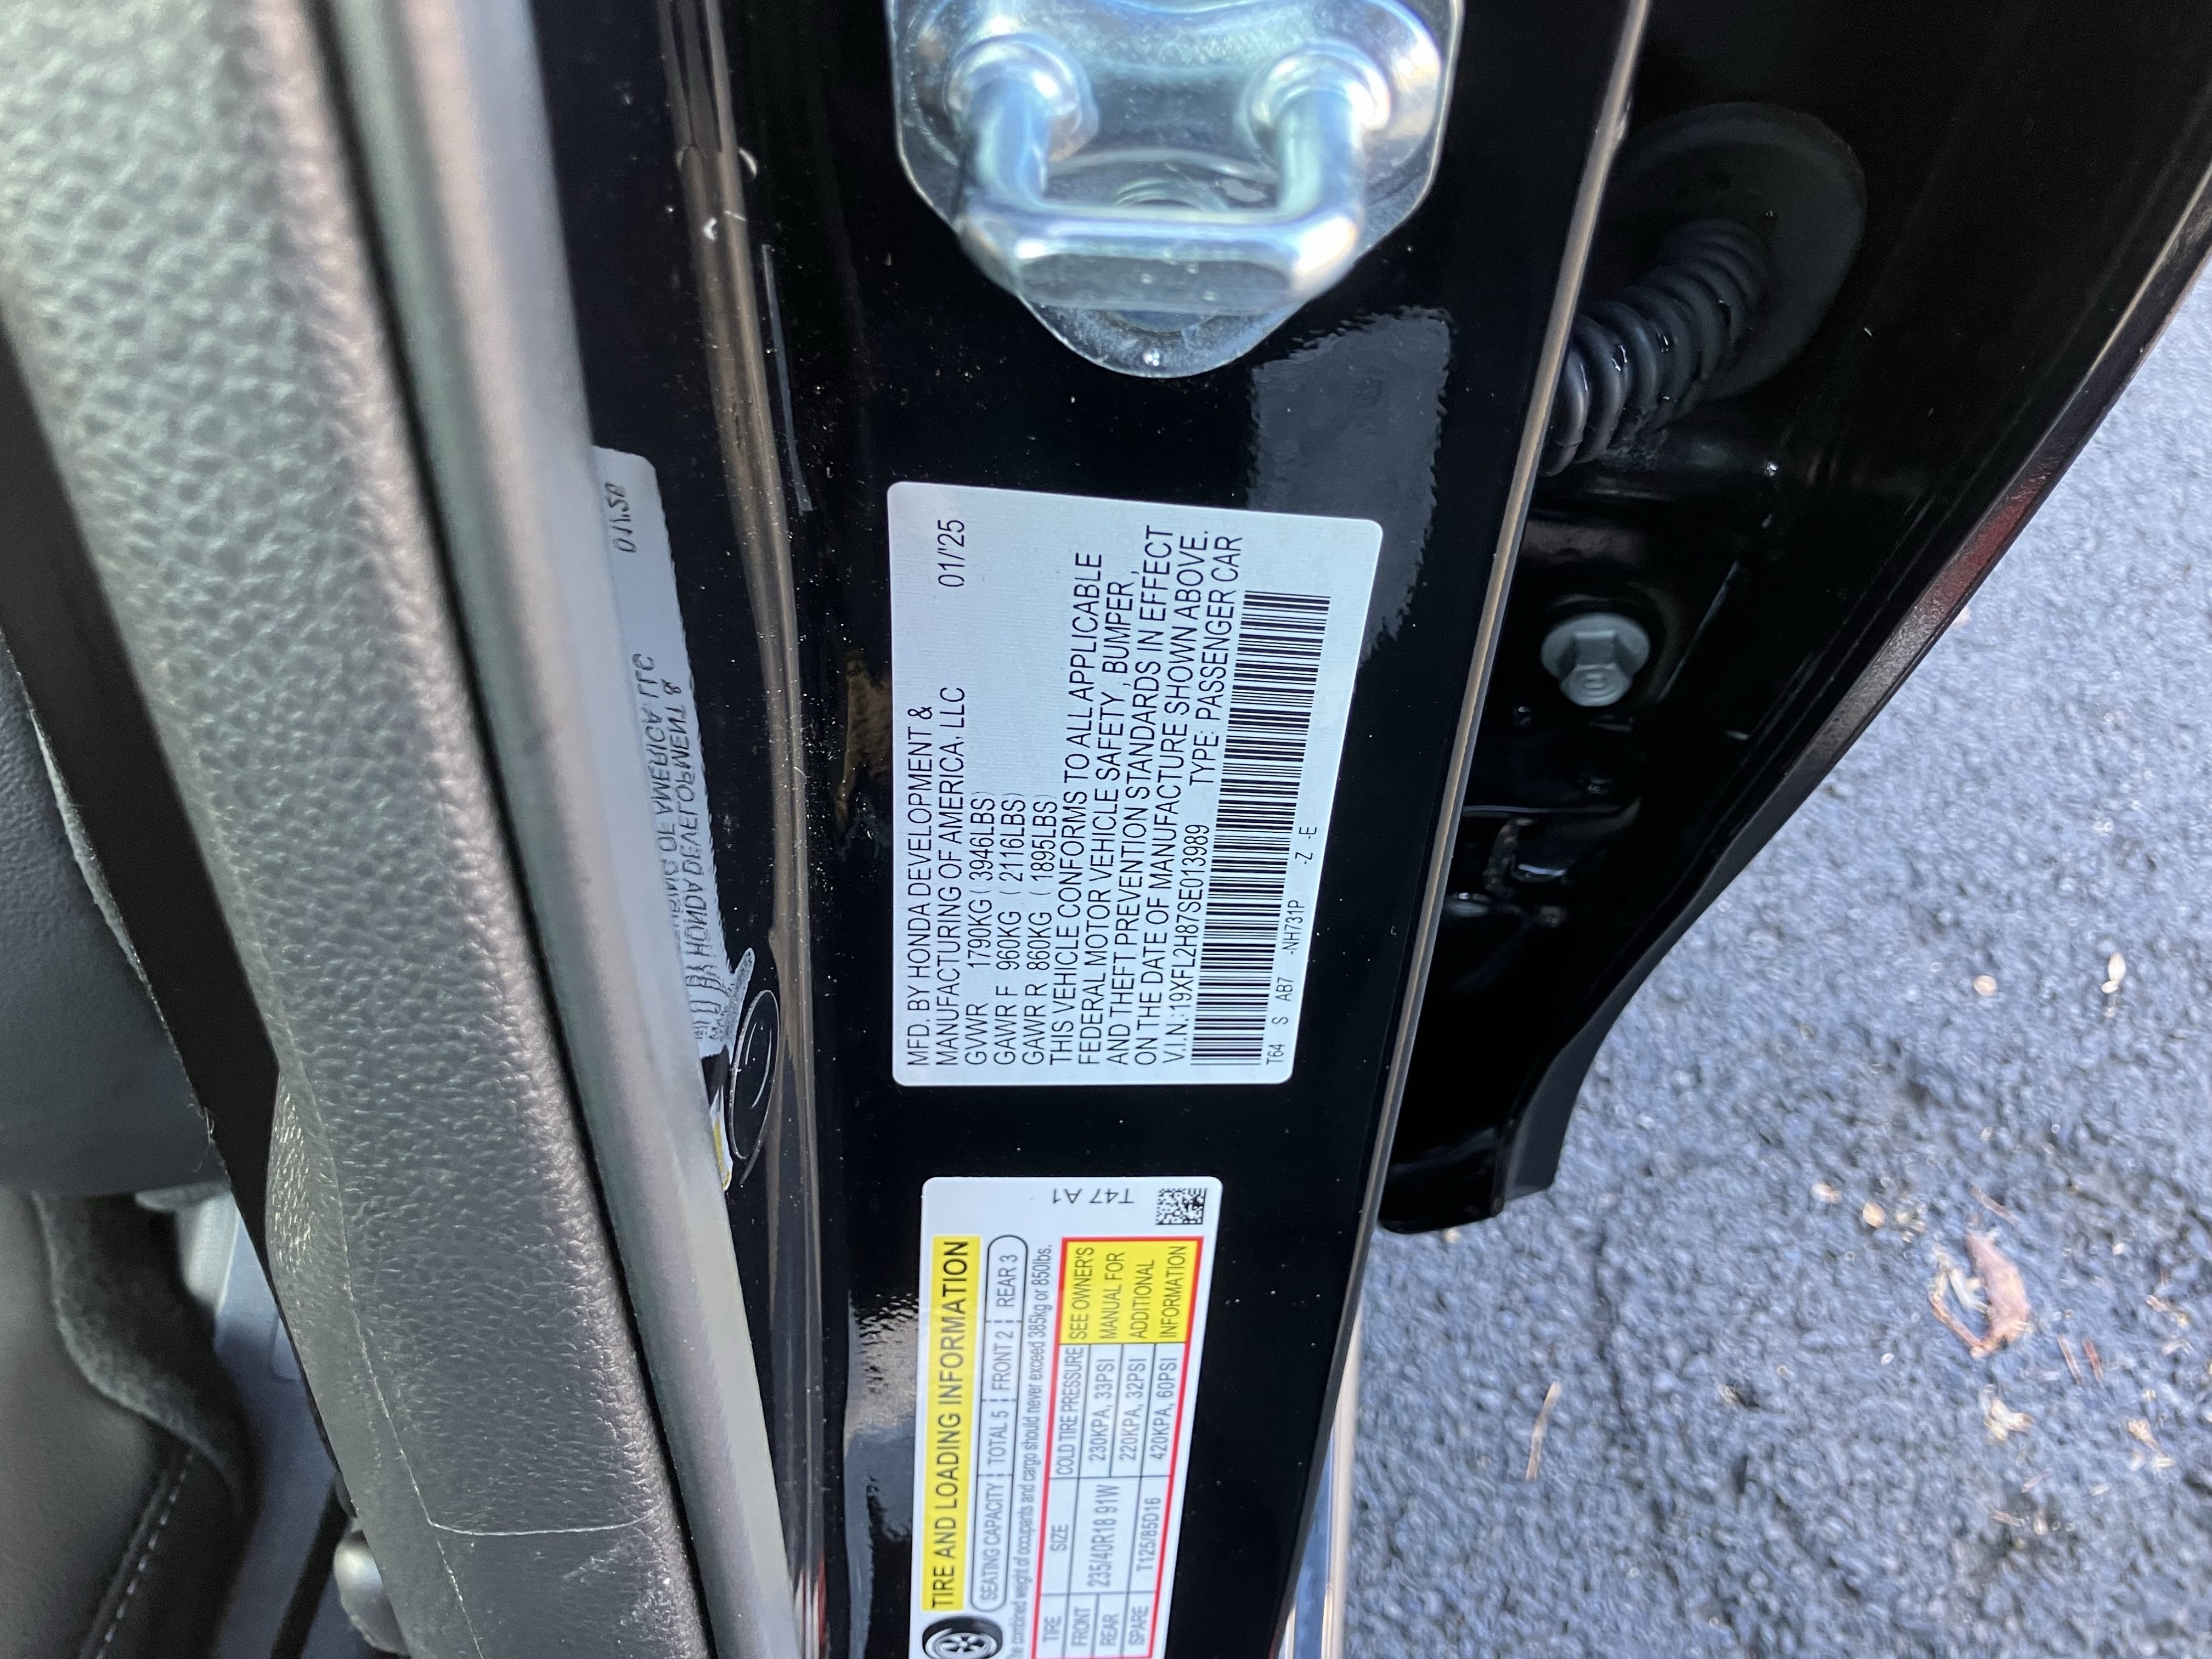 MFD. BY HONDA DEVELOPMENT &
MANUFACTURING OF AMERICA, LLC 01/'25
GVWR 1790KG ( 3946LBS)
GAWR F 960KG ( 2116LBS)
GAWR R 860KG ( 1895LBS)
THIS VEHICLE CONFORMS TO ALL APPLICABLE
FEDERAL MOTOR VEHICLE SAFETY, BUMPER,
AND THEFT PREVENTION STANDARDS IN EFFECT
ON THE DATE OF MANUFACTURE SHOWN ABOVE.
V.I.N.:19XFL2H87SE013989 TYPE: PASSENGER CAR
T64 S AB7 -NH731P -Z -E
T47 A1
TIRE AND LOADING INFORMATION
SEATING CAPACITY TOTAL 5 FRONT 2 REAR 3
The combined weight of occupants and cargo should never exceed 385kg or 850lbs.
TIRE SIZE COLD TIRE PRESSURE
FRONT 235/40R18 91W 230KPA, 33PSI
REAR 220KPA, 32PSI
SPARE T125/85D16 420KPA, 60PSI
SEE OWNER'S
MANUAL FOR
ADDITIONAL
INFORMATION